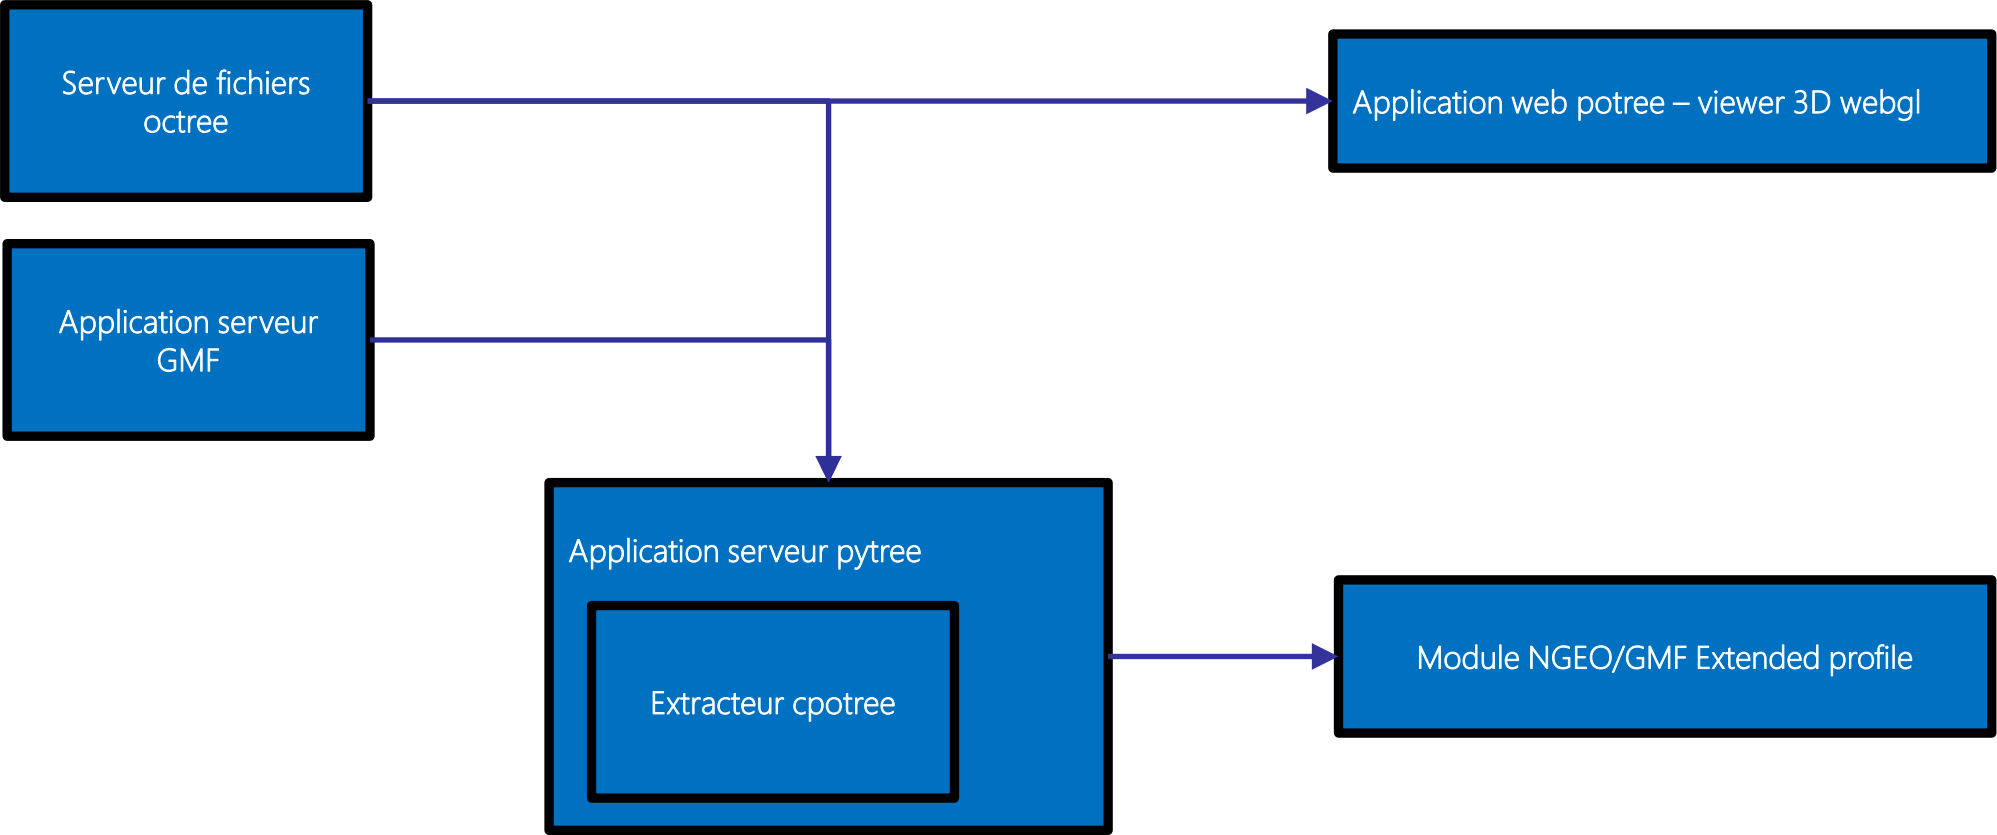 Serveur de fichiers
octree
Application web potree – viewer 3D webgl
Application serveur
GMF
Application serveur pytree
Extracteur cpotree
Module NGEO/GMF Extended profile